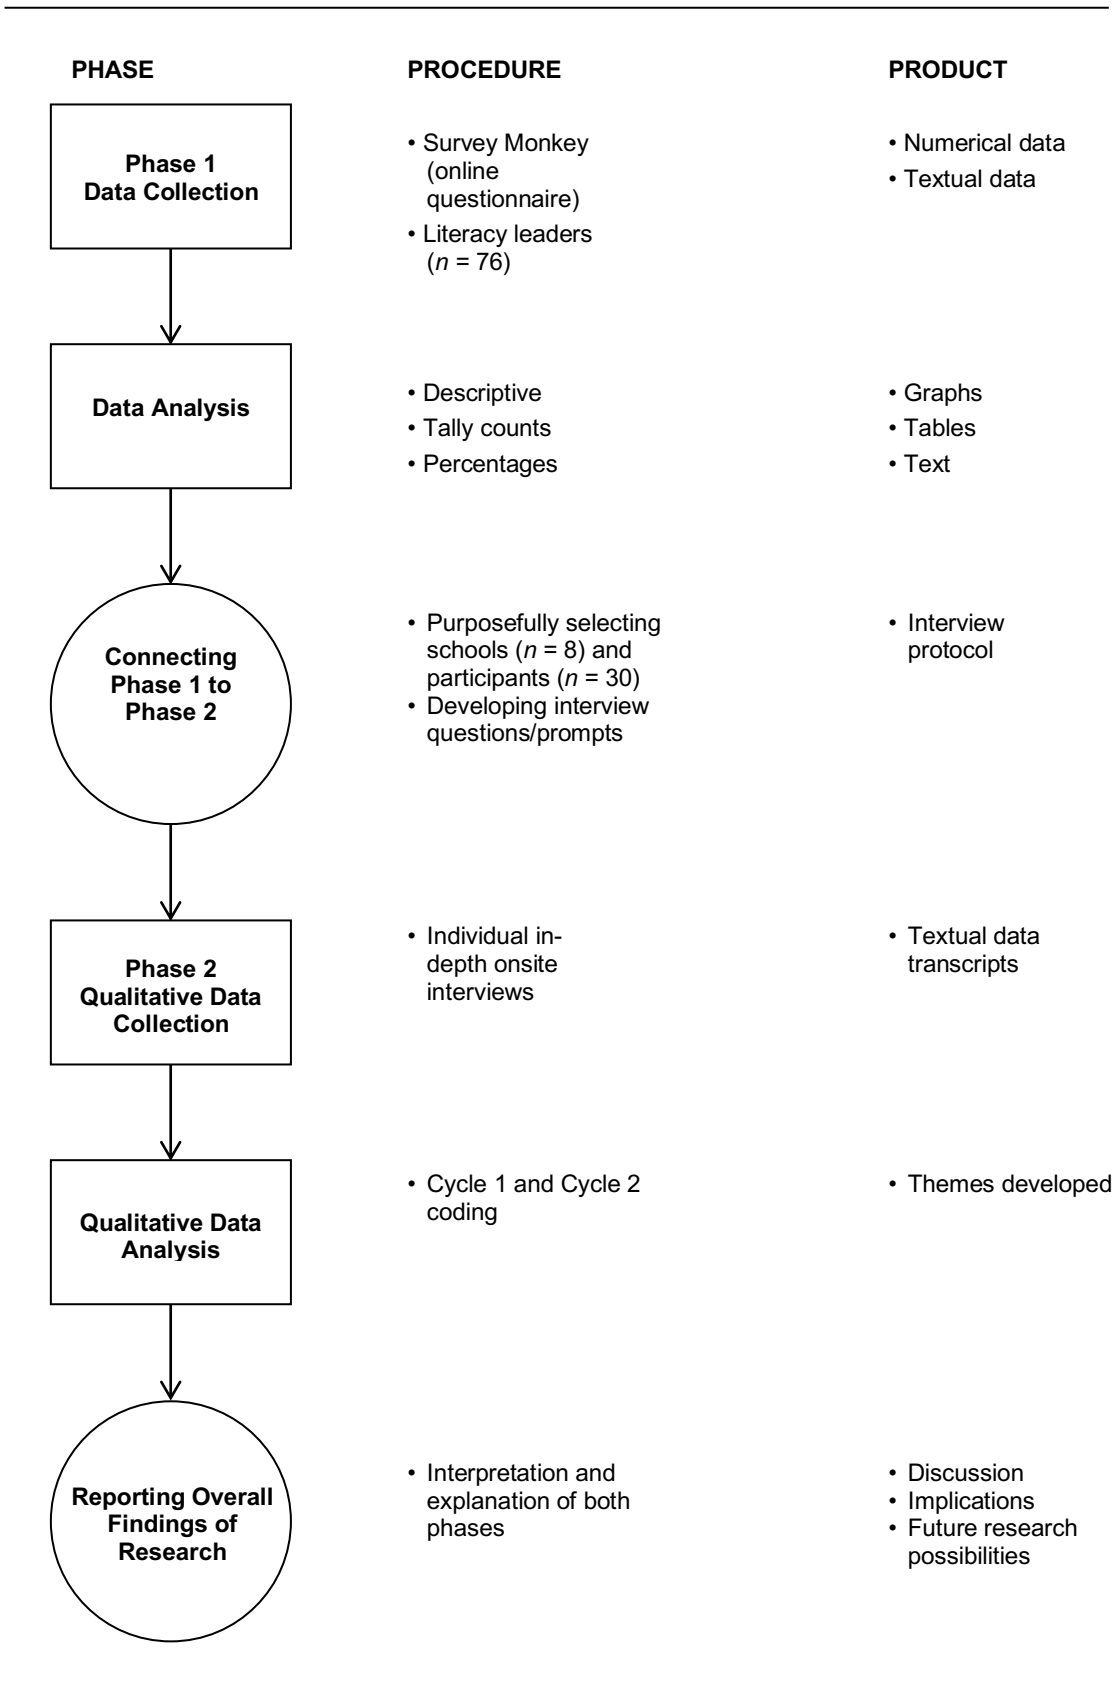 PHASE PROCEDURE PRODUCT
Phase 1
Data Collection
• Survey Monkey
(online
questionnaire)
• Literacy leaders
(n = 76)
• Numerical data
• Textual data
Data Analysis
• Descriptive
• Tally counts
• Percentages
• Graphs
• Tables
• Text
Connecting
Phase 1 to
Phase 2
• Purposefully selecting
schools (n = 8) and
participants (n = 30)
• Developing interview
questions/prompts
• Interview
protocol
Phase 2
Qualitative Data
Collection
• Individual in-
depth onsite
interviews
• Textual data
transcripts
Qualitative Data
Analysis
• Cycle 1 and Cycle 2
coding
• Themes developed
Reporting Overall
Findings of
Research
• Interpretation and
explanation of both
phases
• Discussion
• Implications
• Future research
possibilities